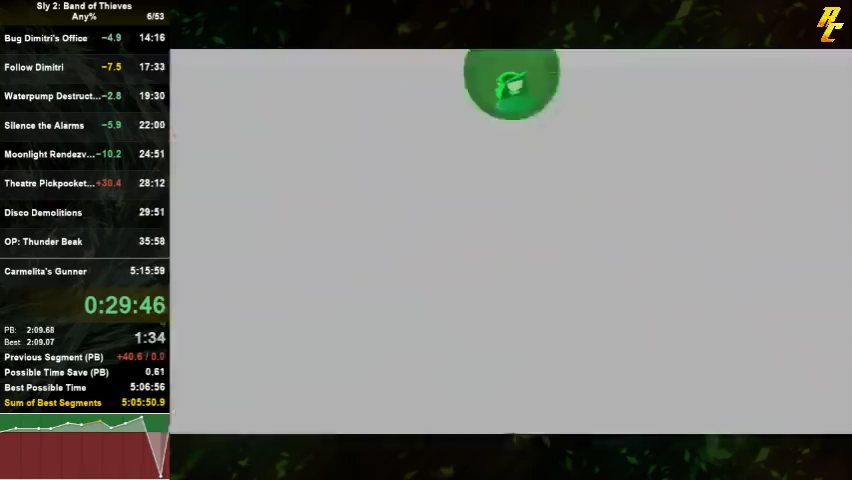 Sly 2: Band of Thieves
Any% 6/53
Bug Dimitri's Office −4.9 14:16
Follow Dimitri −7.5 17:33
Waterpump Destruct... −2.8 19:30
Silence the Alarms −5.9 22:00
Moonlight Rendezv... −10.2 24:51
Theatre Pickpocket... +30.4 28:12
Disco Demolitions 29:51
OP: Thunder Beak 35:58
Carmelita's Gunner 5:15:59
0:29:46
PB: 2:09.68
Best: 2:09.07
1:34
Previous Segment (PB) +40.6 / 0.0
Possible Time Save (PB) 0.61
Best Possible Time 5:06:56
Sum of Best Segments 5:05:50.9